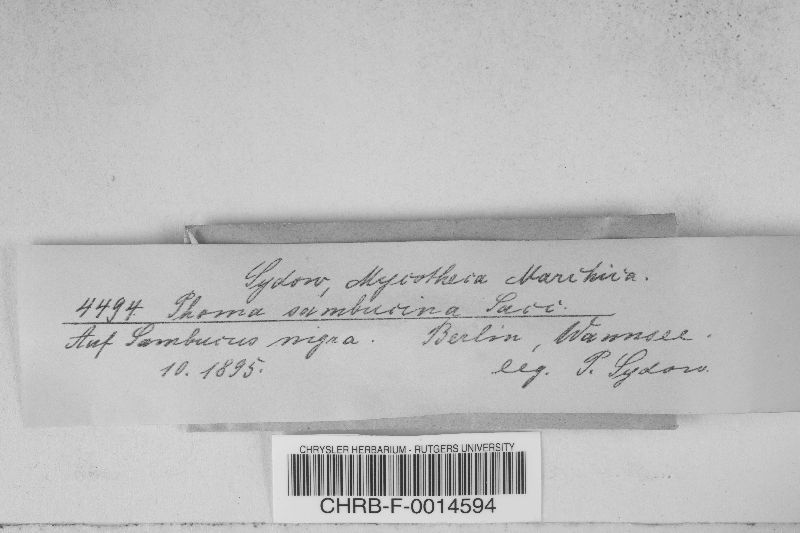 Sydow, Mycotheca Marchica.
4494 Phoma sambucina Sacc.
Auf Sambucus nigra. Berlin, Wannsee.
10. 1895. leg. P. Sydow.
CHRYSLER HERBARIUM - RUTGERS UNIVERSITY
CHRB-F-0014594